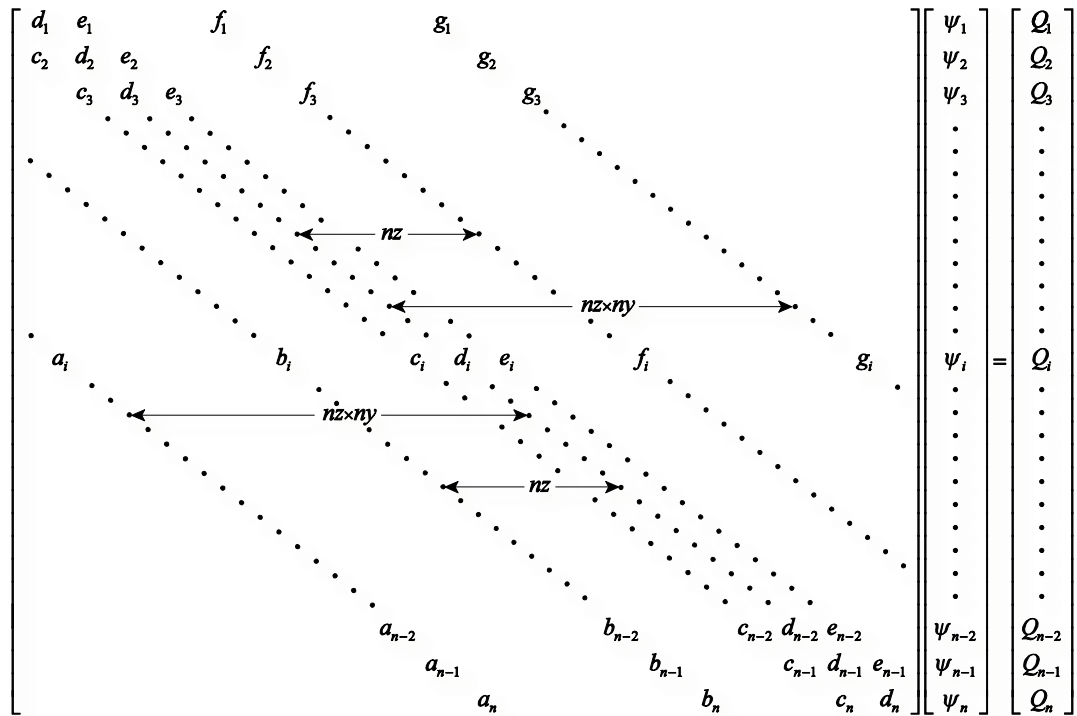 d₁ e₁ f₁ g₁ ψ₁ Q₁
c₂ d₂ e₂ f₂ g₂ ψ₂ Q₂
c₃ d₃ e₃ f₃ g₃ ψ₃ Q₃
nz
nz×ny
aᵢ bᵢ cᵢ dᵢ eᵢ fᵢ gᵢ ψᵢ = Qᵢ
nz×ny
nz
aₙ₋₂ bₙ₋₂ cₙ₋₂ dₙ₋₂ eₙ₋₂ ψₙ₋₂ Qₙ₋₂
aₙ₋₁ bₙ₋₁ cₙ₋₁ dₙ₋₁ eₙ₋₁ ψₙ₋₁ Qₙ₋₁
aₙ bₙ cₙ dₙ ψₙ Qₙ